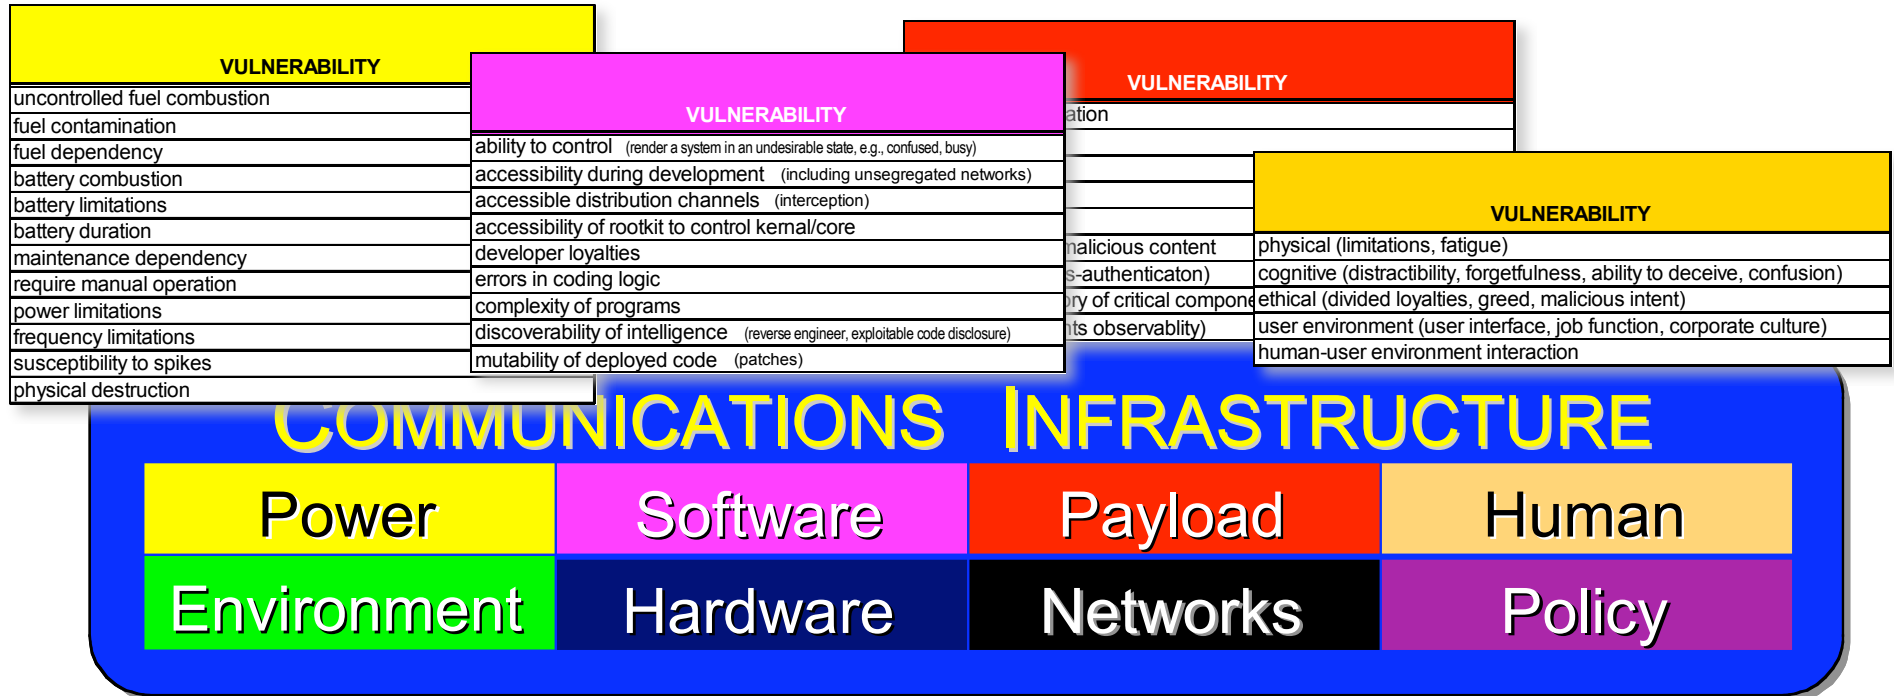 VULNERABILITY
uncontrolled fuel combustion
fuel contamination
fuel dependency
battery combustion
battery limitations
battery duration
maintenance dependency
require manual operation
power limitations
frequency limitations
susceptibility to spikes
physical destruction
VULNERABILITY
ability to control (render a system in an undesirable state, e.g., confused, busy)
accessibility during development (including unsegregated networks)
accessible distribution channels (interception)
accessibility of rootkit to control kernal/core
developer loyalties
errors in coding logic
complexity of programs
discoverability of intelligence (reverse engineer, exploitable code disclosure)
mutability of deployed code (patches)
VULNERABILITY
malicious content
s-authenticaton)
of critical
observablity)
VULNERABILITY
physical (limitations, fatigue)
cognitive (distractibility, forgetfulness, ability to deceive, confusion)
ethical (divided loyalties, greed, malicious intent)
user environment (user interface, job function, corporate culture)
human-user environment interaction
COMMUNICATIONS INFRASTRUCTURE
Power Software Payload Human
Environment Hardware Networks Policy